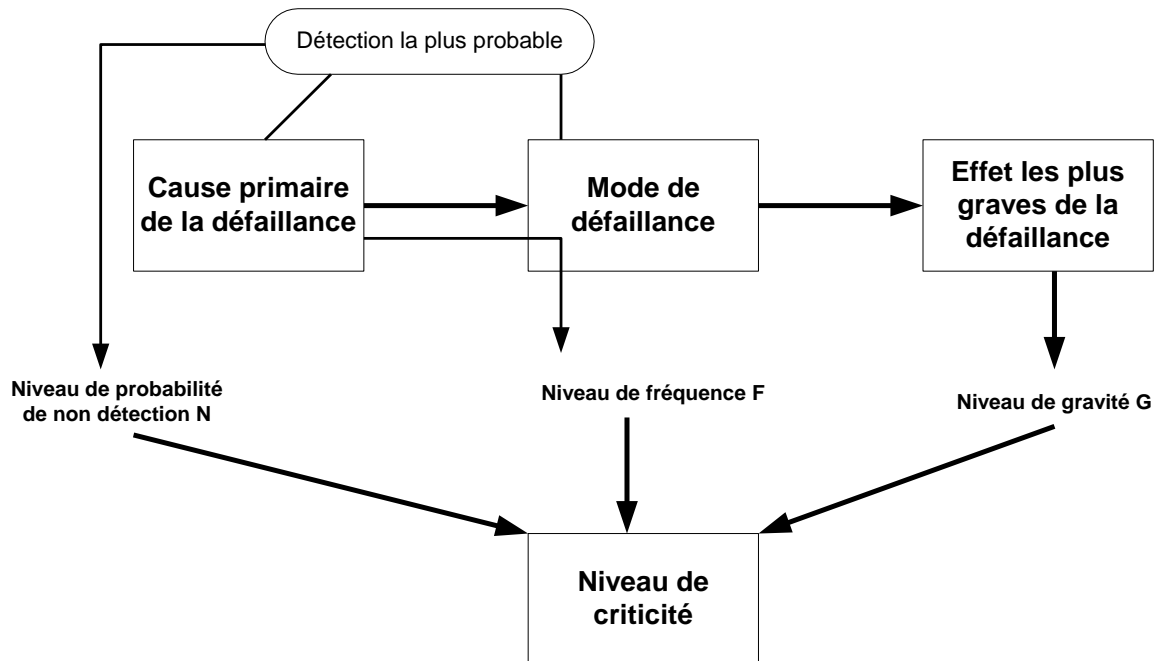 Détection la plus probable
Cause primaire
de la défaillance
Mode de
défaillance
Effet les plus
graves de la
défaillance
Niveau de probabilité
de non détection N
Niveau de fréquence F
Niveau de gravité G
Niveau de
criticité